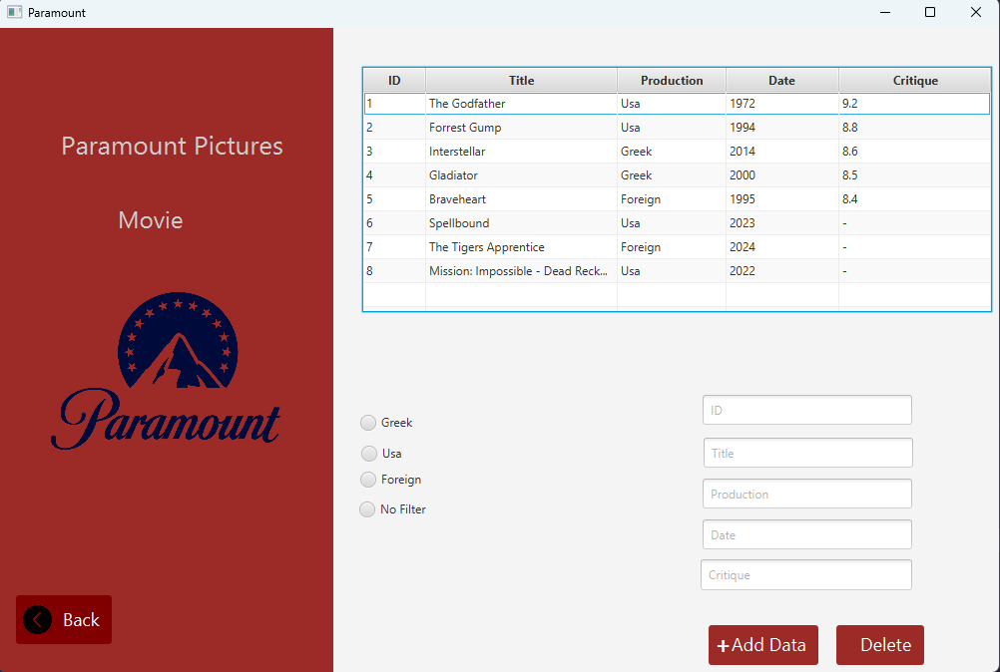 Paramount
Paramount Pictures
Movie
Paramount
Back
ID Title Production Date Critique
1 The Godfather Usa 1972 9.2
2 Forrest Gump Usa 1994 8.8
3 Interstellar Greek 2014 8.6
4 Gladiator Greek 2000 8.5
5 Braveheart Foreign 1995 8.4
6 Spellbound Usa 2023 -
7 The Tigers Apprentice Foreign 2024 -
8 Mission: Impossible - Dead Reck... Usa 2022 -
Greek
Usa
Foreign
No Filter
ID
Title
Production
Date
Critique
+Add Data
Delete